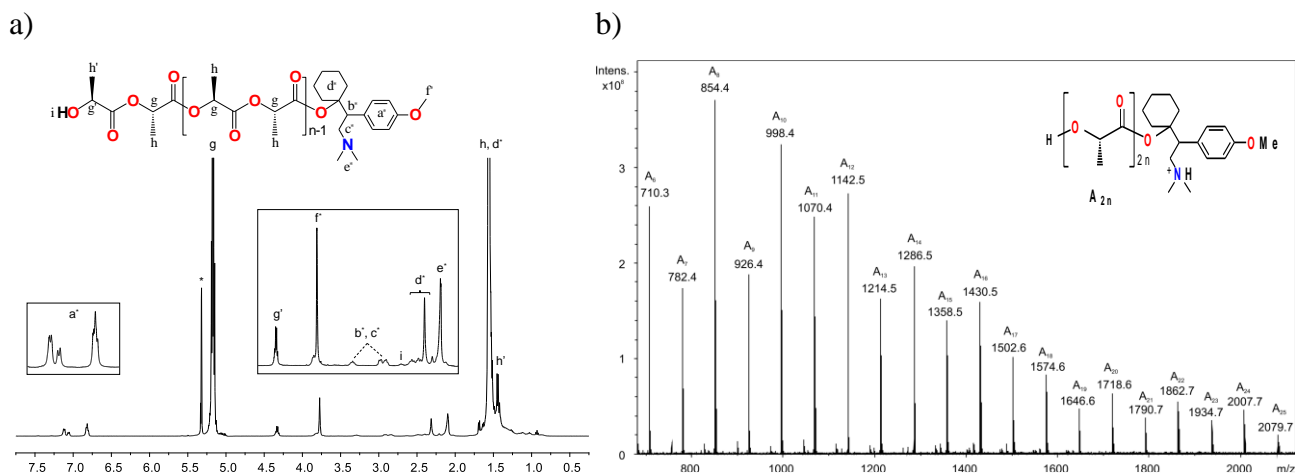 a)
h'
h
h
O
O
g'
O
g
O
g
O
g
O
i HO
h
O
O
h
n-1
O
d*
b*
a*
c*
N
e*
O
f*
g
h, d*
a*
*
g'
f*
b*, c*
i
d*
e*
h'
7.5 7.0 6.5 6.0 5.5 5.0 4.5 4.0 3.5 3.0 2.5 2.0 1.5 1.0 0.5
b)
Intens.
x10⁸
3
2
1
0
A₆
710.3
A₇
782.4
A₈
854.4
A₉
926.4
A₁₀
998.4
A₁₁
1070.4
A₁₂
1142.5
A₁₃
1214.5
A₁₄
1286.5
A₁₅
1358.5
A₁₆
1430.5
A₁₇
1502.6
A₁₈
1574.6
A₁₉
1646.6
A₂₀
1718.6
A₂₁
1790.7
A₂₂
1862.7
A₂₃
1934.7
A₂₄
2007.7
A₂₅
2079.7
H
O
O
O
2n
OMe
+
NH
A 2n
800 1000 1200 1400 1600 1800 2000 m/z